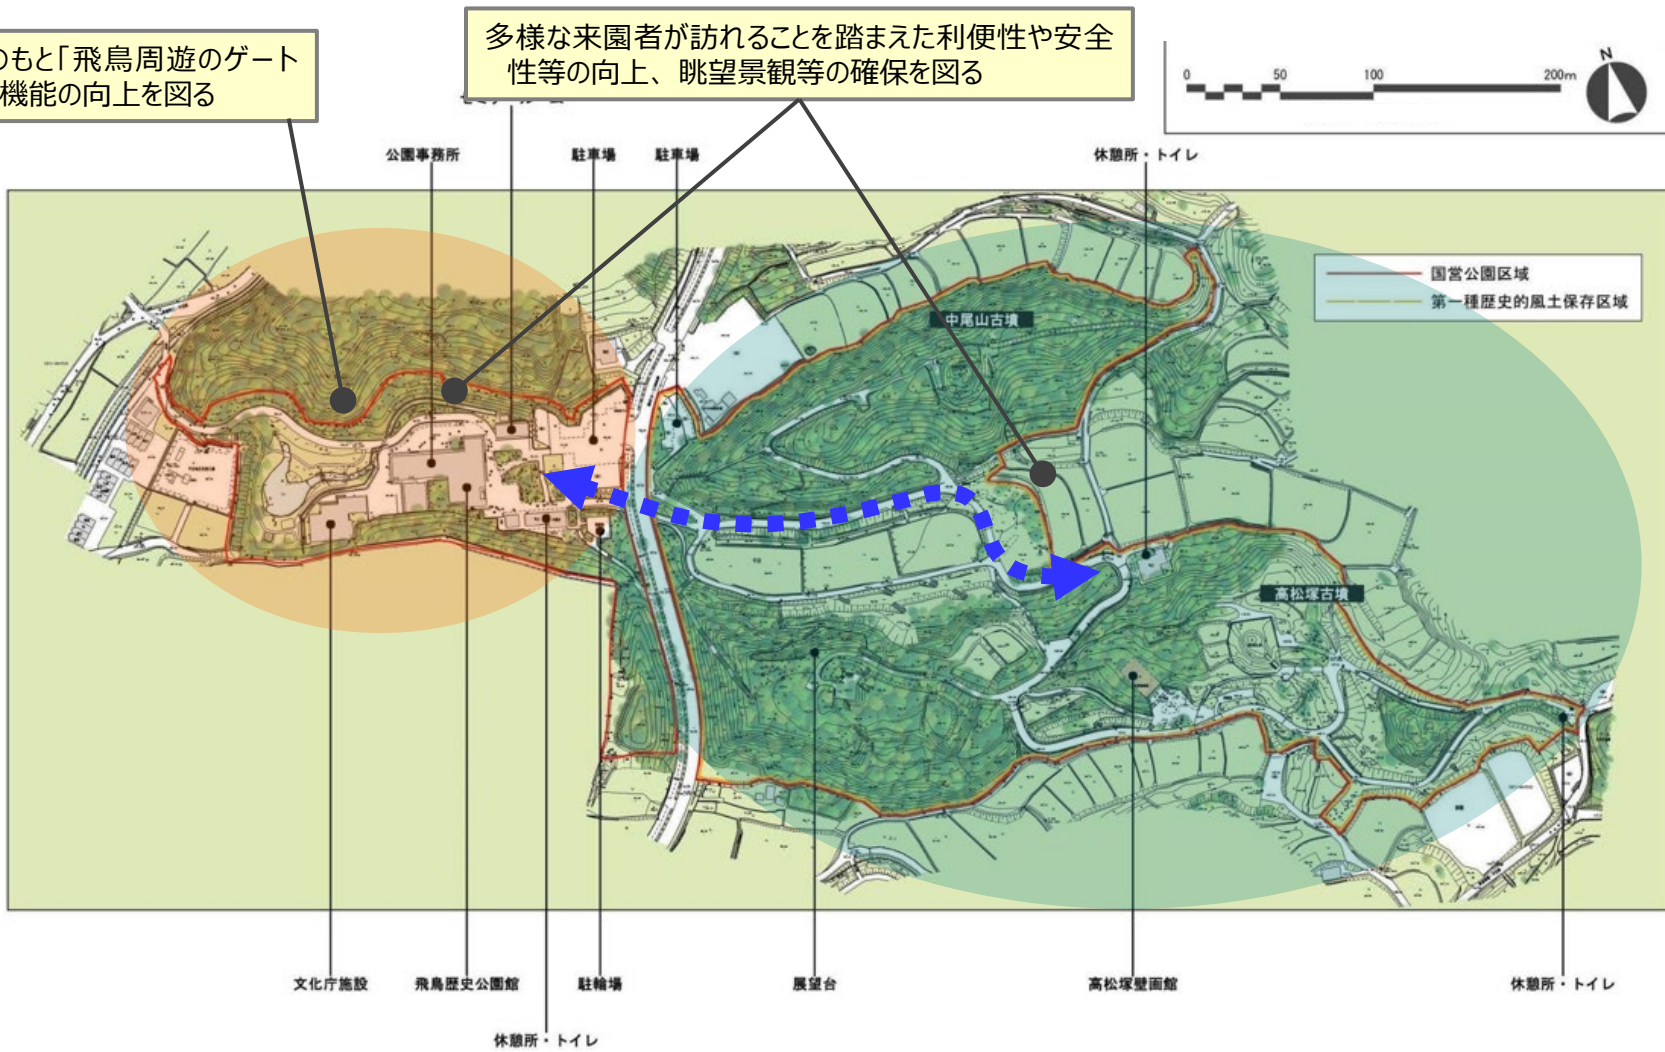 のもと「飛鳥周遊のゲート
機能の向上を図る
多様な来園者が訪れることを踏まえた利便性や安全
性等の向上、眺望景観等の確保を図る
0 50 100 200m
N
公園事務所
駐車場
駐車場
休憩所・トイレ
国営公園区域
第一種歴史的風土保存区域
中尾山古墳
高松塚古墳
文化庁施設
飛鳥歴史公園館
駐輪場
展望台
高松塚壁画館
休憩所・トイレ
休憩所・トイレ